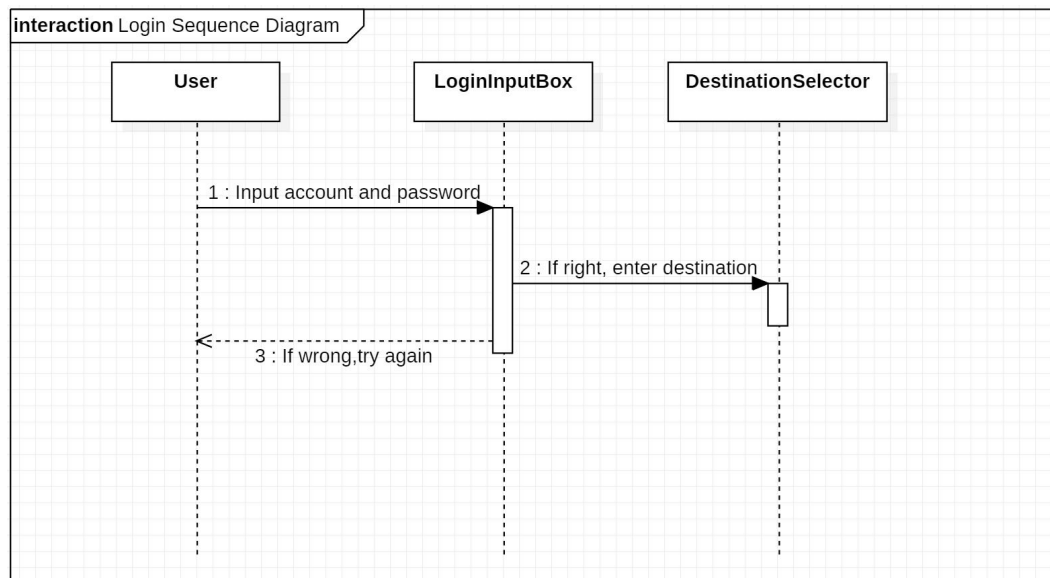 interaction Login Sequence Diagram
User
LoginInputBox
DestinationSelector
1 : Input account and password
2 : If right, enter destination
3 : If wrong,try again